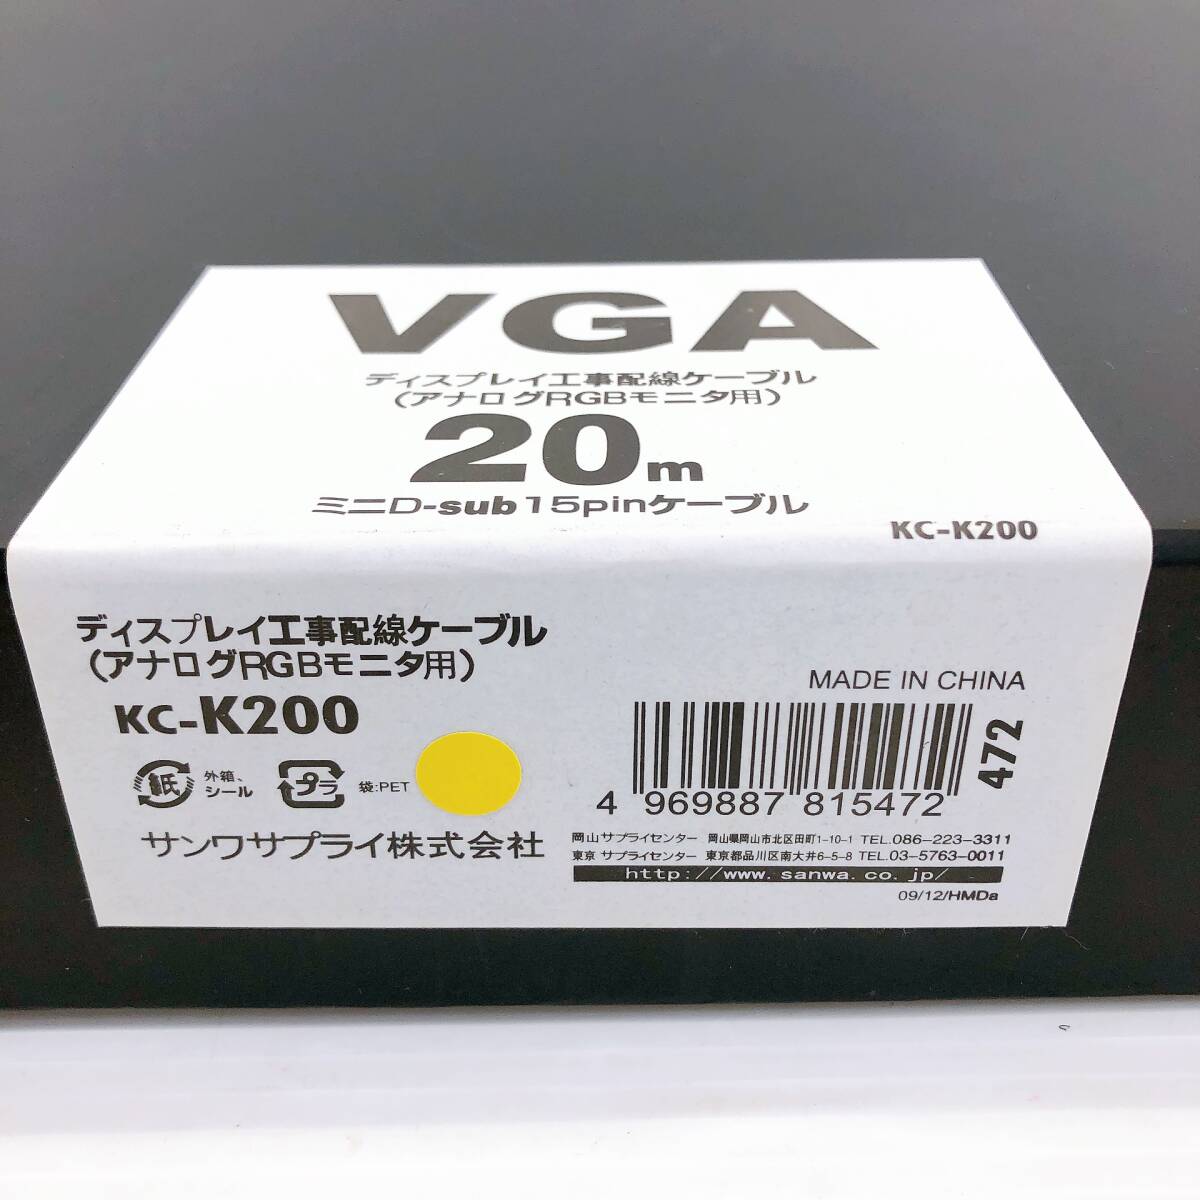 VGA
ディスプレイ工事配線ケーブル
(アナログRGBモニタ用)
20m
ミニD-sub15pinケーブル
KC-K200
ディスプレイ工事配線ケーブル
(アナログRGBモニタ用)
KC-K200
紙
外箱、
シール
プラ
袋:PET
サンワサプライ株式会社
MADE IN CHINA
472
4 969887 815472
岡山サプライセンター 岡山県岡山市北区田町1-10-1 TEL.086-223-3311
東京サプライセンター 東京都品川区南大井6-5-8 TEL.03-5763-0011
http://www.sanwa.co.jp/
09/12/HMDa